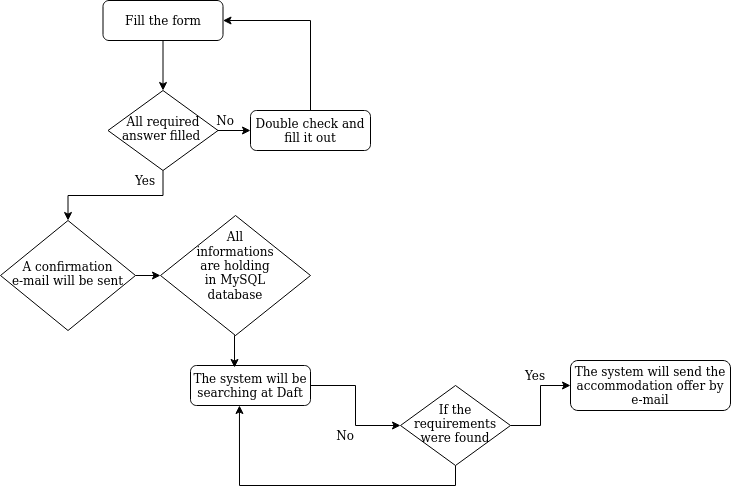 Fill the form
All required
answer filled
No
Double check and
fill it out
Yes
A confirmation
e-mail will be sent
All
informations
are holding
in MySQL
database
The system will be
searching at Daft
No
If the
requirements
were found
Yes
The system will send the
accommodation offer by
e-mail